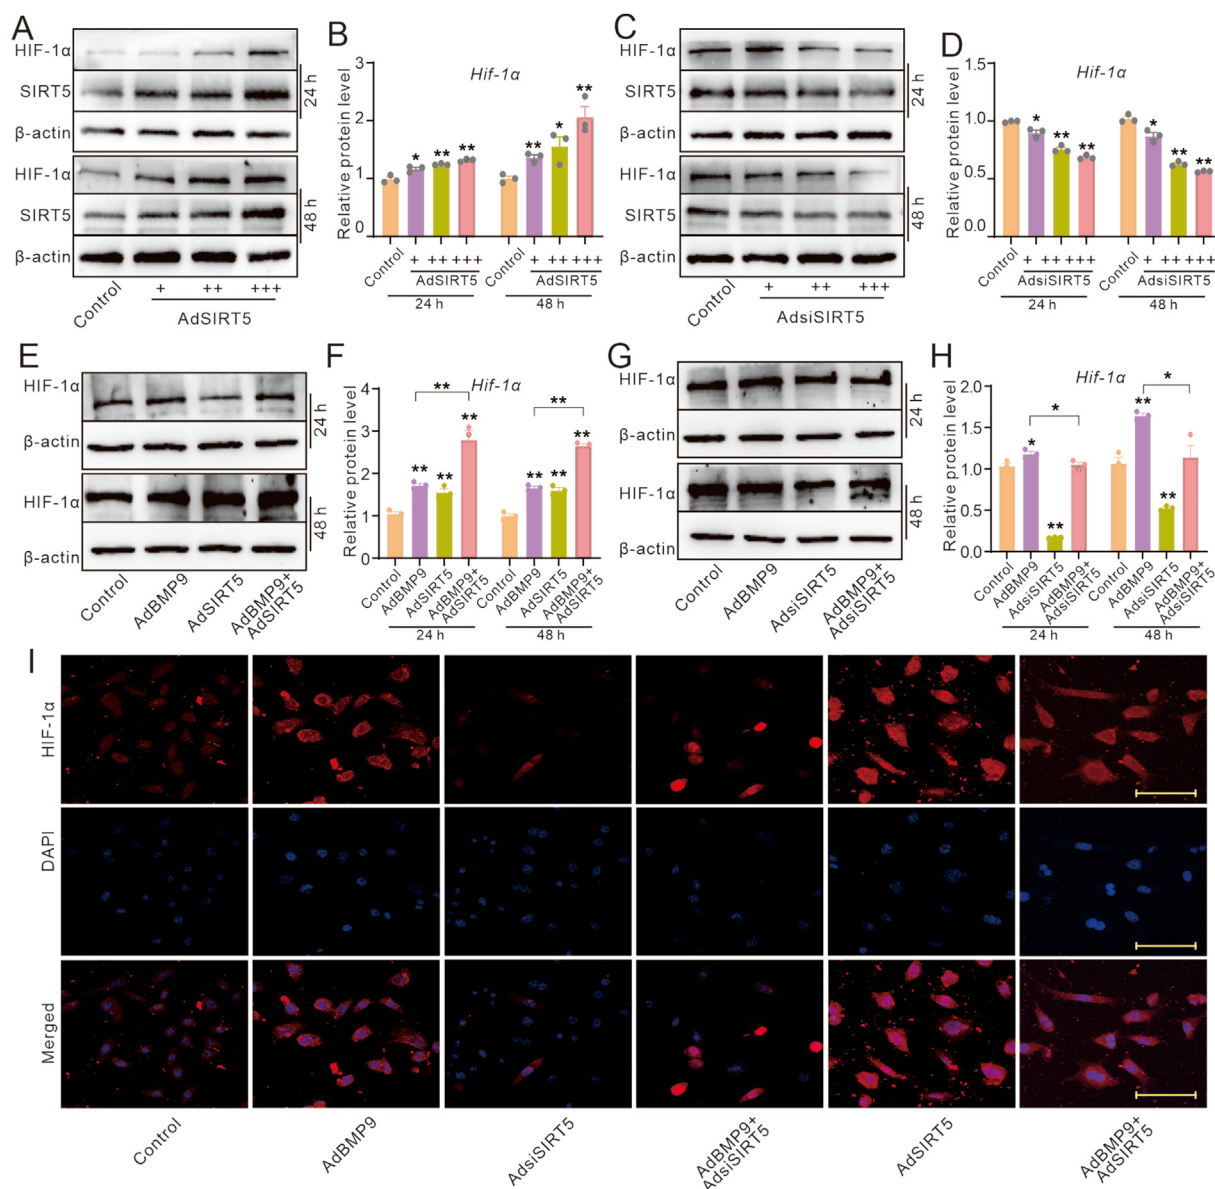 A
HIF-1α
SIRT5
β-actin
24 h
HIF-1α
SIRT5
β-actin
48 h
Control
+
++
+++
AdSIRT5
B
Hif-1α
Relative protein level
3
2
1
0
*
**
**
**
*
**
Control
+
++
+++
AdSIRT5
24 h
Control
+
++
+++
AdSIRT5
48 h
C
HIF-1α
SIRT5
β-actin
24 h
HIF-1α
SIRT5
β-actin
48 h
Control
+
++
+++
AdsiSIRT5
D
Hif-1α
Relative protein level
1.5
1.0
0.5
0.0
*
**
**
*
**
**
Control
+
++
+++
AdsiSIRT5
24 h
Control
+
++
+++
AdsiSIRT5
48 h
E
HIF-1α
β-actin
24 h
HIF-1α
β-actin
48 h
Control
AdBMP9
AdSIRT5
AdBMP9+
AdSIRT5
F
Hif-1α
Relative protein level
4
3
2
1
0
**
**
**
**
**
**
**
**
Control
AdBMP9
AdSIRT5
AdBMP9+
AdSIRT5
24 h
Control
AdBMP9
AdSIRT5
AdBMP9+
AdSIRT5
48 h
G
HIF-1α
β-actin
24 h
HIF-1α
β-actin
48 h
Control
AdBMP9
AdsiSIRT5
AdBMP9+
AdsiSIRT5
H
Hif-1α
Relative protein level
2.0
1.5
1.0
0.5
0.0
*
**
*
**
**
*
Control
AdBMP9
AdsiSIRT5
AdBMP9+
AdsiSIRT5
24 h
Control
AdBMP9
AdsiSIRT5
AdBMP9+
AdsiSIRT5
48 h
I
HIF-1α
DAPI
Merged
Control
AdBMP9
AdsiSIRT5
AdBMP9+
AdsiSIRT5
AdSIRT5
AdBMP9+
AdSIRT5